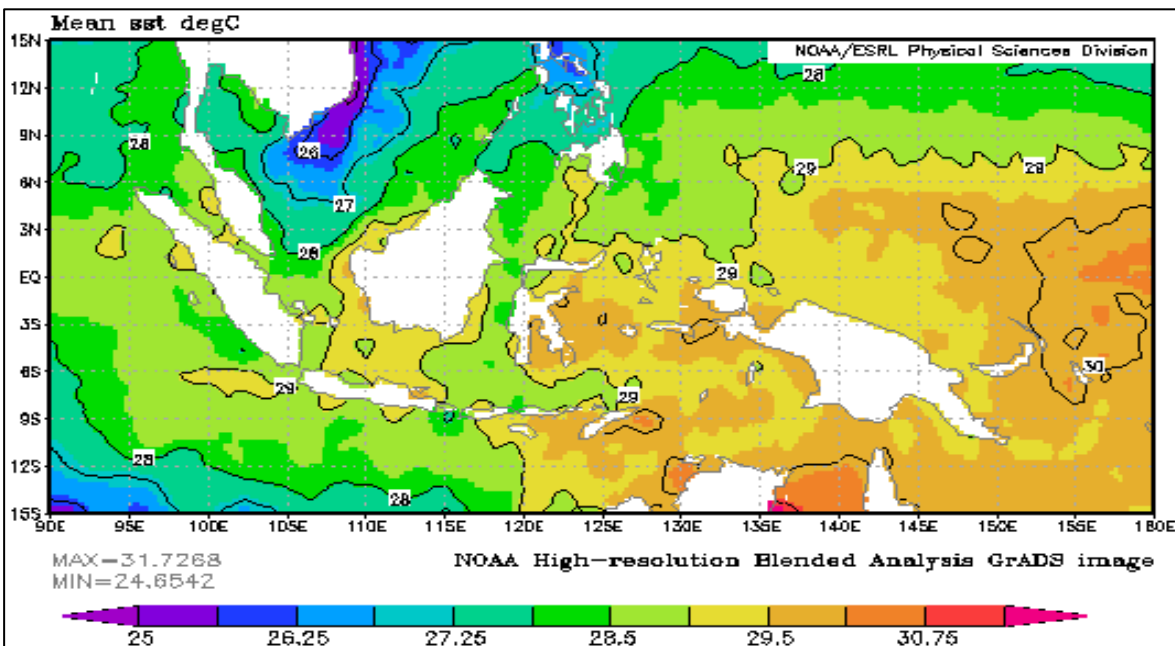 Mean sst degC
NOAA/ESRL Physical Sciences Division
15N
12N
9N
6N
3N
EQ
3S
6S
9S
12S
15S
28
26
27
28
29
28
29
28
29
29
30
28
28
90E 95E 100E 105E 110E 115E 120E 125E 130E 135E 140E 145E 150E 155E 180E
MAX=31.7268
MIN=24.6542
NOAA High-resolution Blended Analysis GrADS image
25 26.25 27.25 28.5 29.5 30.75